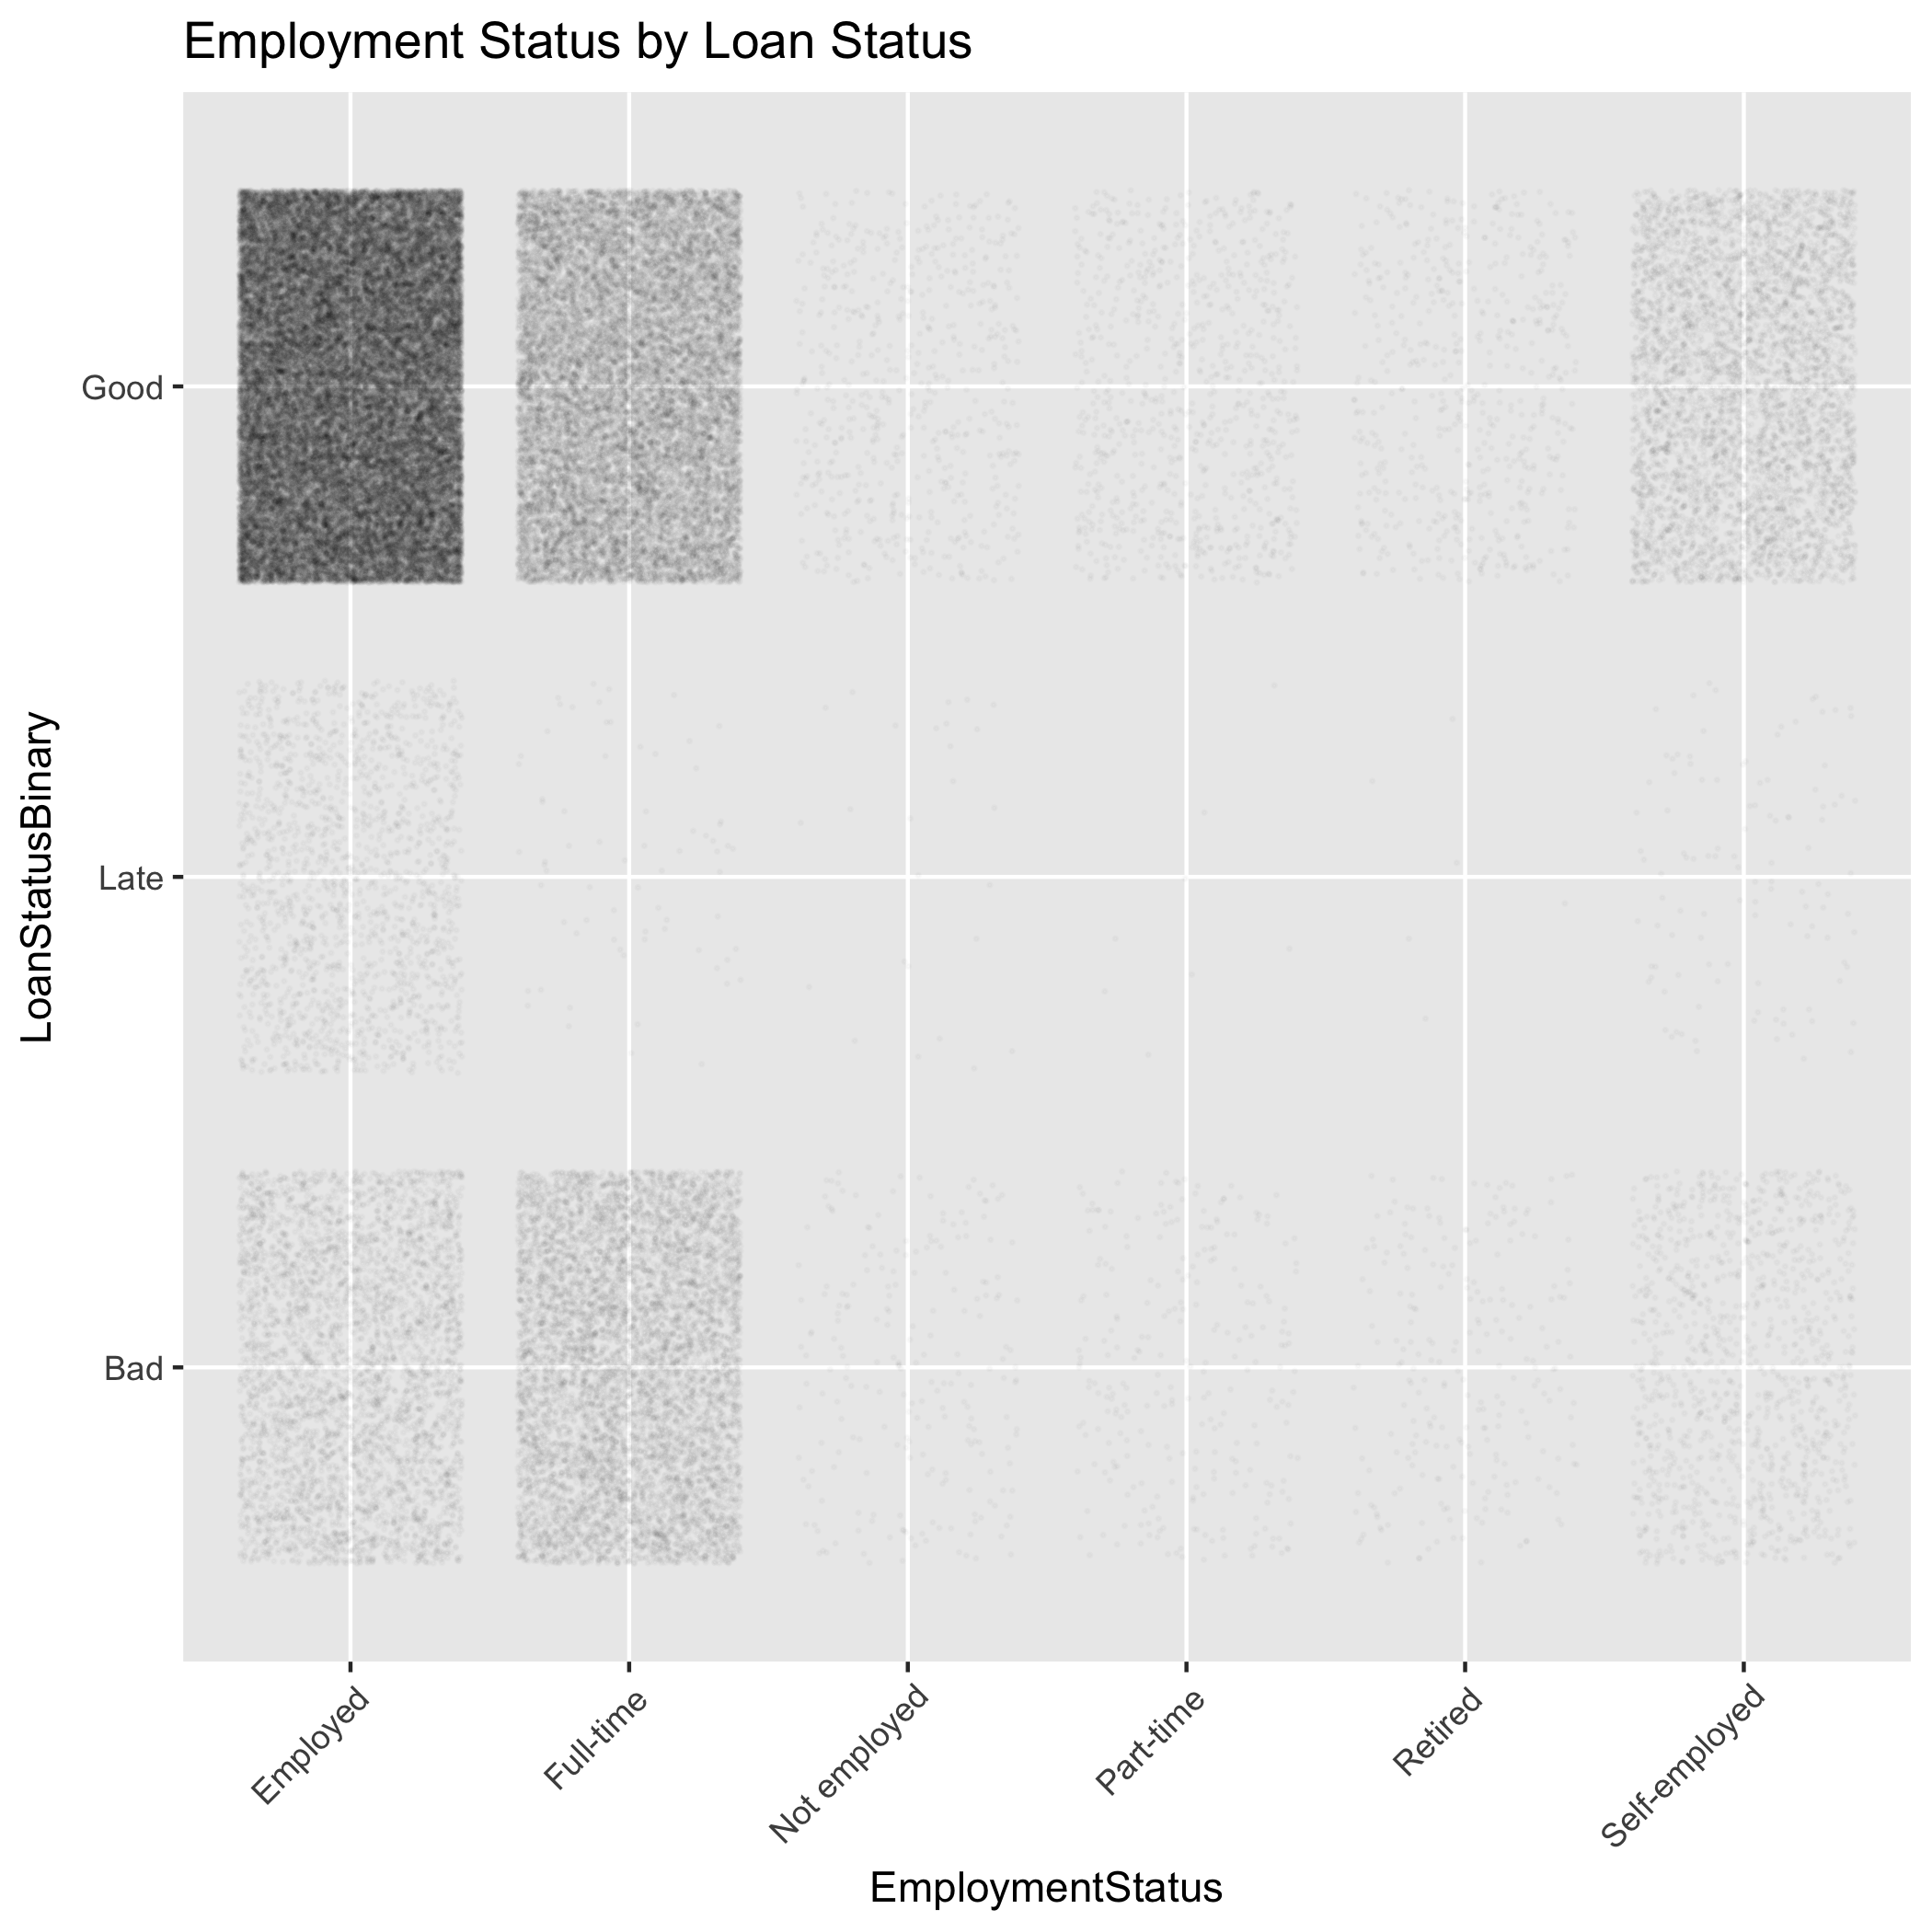 Employment Status by Loan Status
LoanStatusBinary
Good
Late
Bad
Employed
Full-time
Not employed
Part-time
Retired
Self-employed
EmploymentStatus